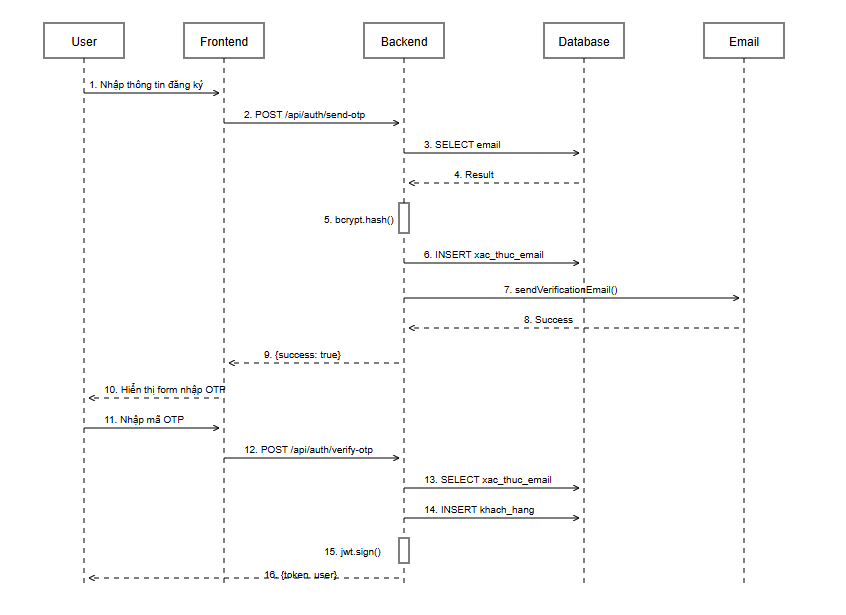 User
Frontend
Backend
Database
Email
1. Nhập thông tin đăng ký
2. POST /api/auth/send-otp
3. SELECT email
4. Result
5. bcrypt.hash()
6. INSERT xac_thuc_email
7. sendVerificationEmail()
8. Success
9. {success: true}
10. Hiển thị form nhập OTP
11. Nhập mã OTP
12. POST /api/auth/verify-otp
13. SELECT xac_thuc_email
14. INSERT khach_hang
15. jwt.sign()
16. {token, user}